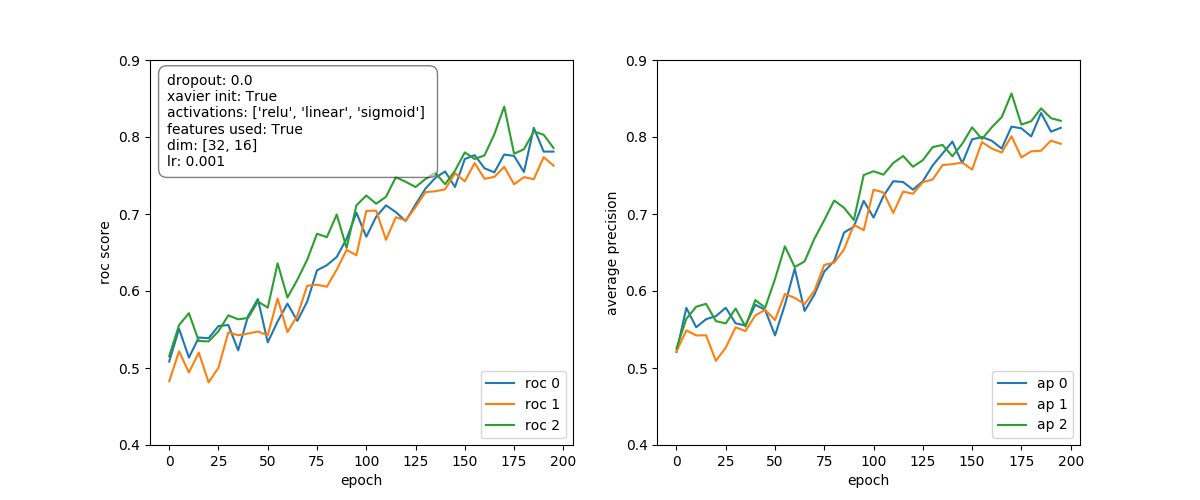 0.9
0.8
0.7
0.6
0.5
0.4
roc score
dropout: 0.0
xavier init: True
activations: ['relu', 'linear', 'sigmoid']
features used: True
dim: [32, 16]
lr: 0.001
roc 0
roc 1
roc 2
0 25 50 75 100 125 150 175 200
epoch
0.9
0.8
0.7
0.6
0.5
0.4
average precision
ap 0
ap 1
ap 2
0 25 50 75 100 125 150 175 200
epoch